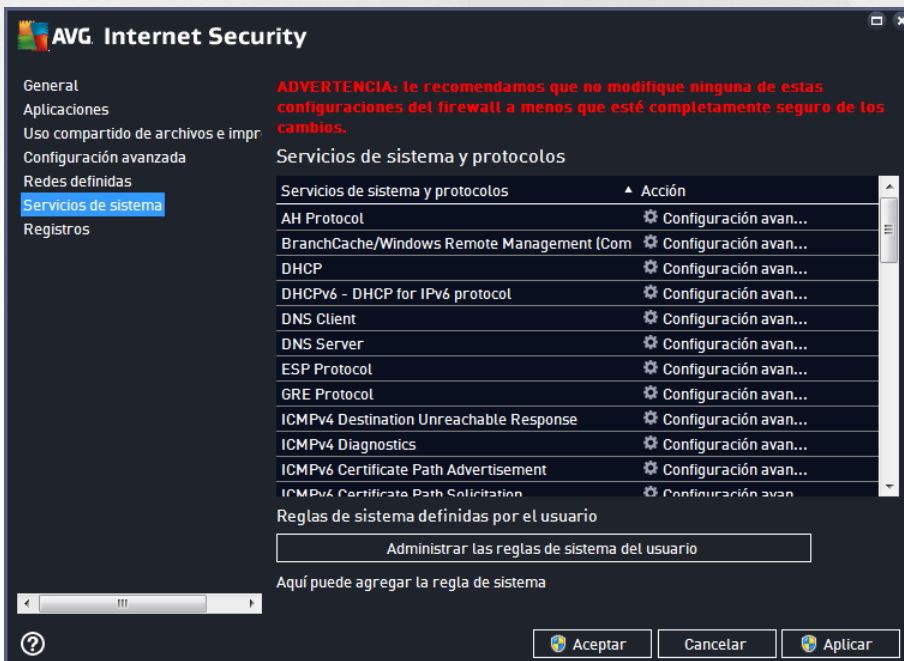 AVG Internet Security
General
Aplicaciones
Uso compartido de archivos e impr
Configuración avanzada
Redes definidas
Servicios de sistema
Registros
ADVERTENCIA: le recomendamos que no modifique ninguna de estas
configuraciones del firewall a menos que esté completamente seguro de los
cambios.
Servicios de sistema y protocolos
Servicios de sistema y protocolos Acción
AH Protocol Configuración avan...
BranchCache/Windows Remote Management (Com Configuración avan...
DHCP Configuración avan...
DHCPv6 - DHCP for IPv6 protocol Configuración avan...
DNS Client Configuración avan...
DNS Server Configuración avan...
ESP Protocol Configuración avan...
GRE Protocol Configuración avan...
ICMPv4 Destination Unreachable Response Configuración avan...
ICMPv4 Diagnostics Configuración avan...
ICMPv6 Certificate Path Advertisement Configuración avan...
ICMPv6 Certificate Path Solicitation Configuración avan
Reglas de sistema definidas por el usuario
Administrar las reglas de sistema del usuario
Aquí puede agregar la regla de sistema
Aceptar Cancelar Aplicar